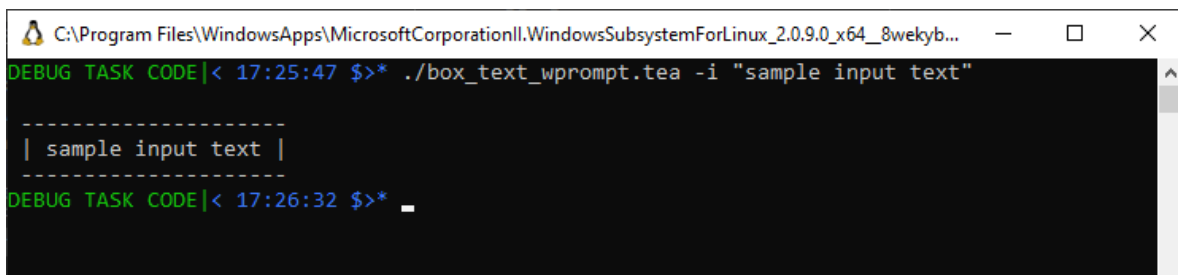 C:\Program Files\WindowsApps\MicrosoftCorporationII.WindowsSubsystemForLinux_2.0.9.0_x64__8wekyb...
DEBUG TASK CODE|< 17:25:47 $>* ./box_text_wprompt.tea -i "sample input text"
---------------------
| sample input text |
---------------------
DEBUG TASK CODE|< 17:26:32 $>*